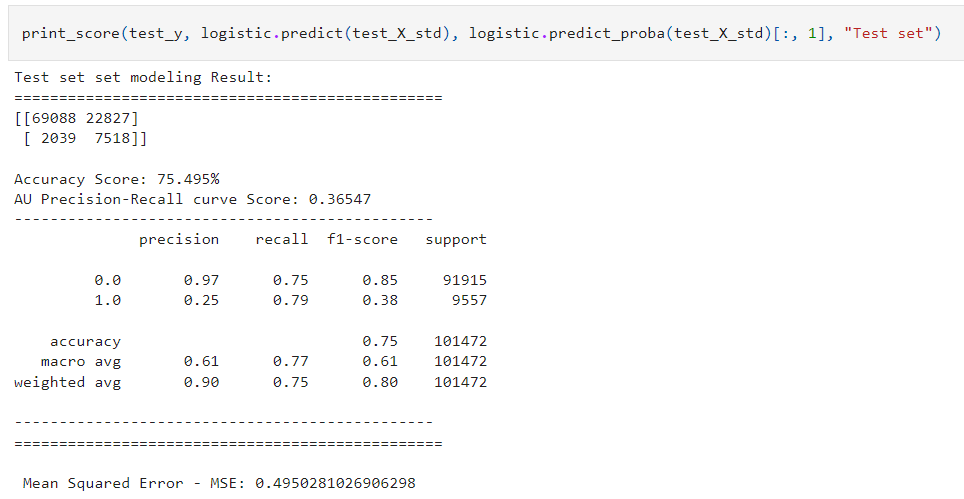 print_score(test_y, logistic.predict(test_X_std), logistic.predict_proba(test_X_std)[:, 1], "Test set")
Test set set modeling Result:
================================================
[[69088 22827]
 [ 2039  7518]]
Accuracy Score: 75.495%
AU Precision-Recall curve Score: 0.36547
-----------------------------------------------
              precision    recall  f1-score   support
         0.0       0.97      0.75      0.85     91915
         1.0       0.25      0.79      0.38      9557
    accuracy                           0.75    101472
   macro avg       0.61      0.77      0.61    101472
weighted avg       0.90      0.75      0.80    101472
-----------------------------------------------
================================================
 Mean Squared Error - MSE: 0.4950281026906298